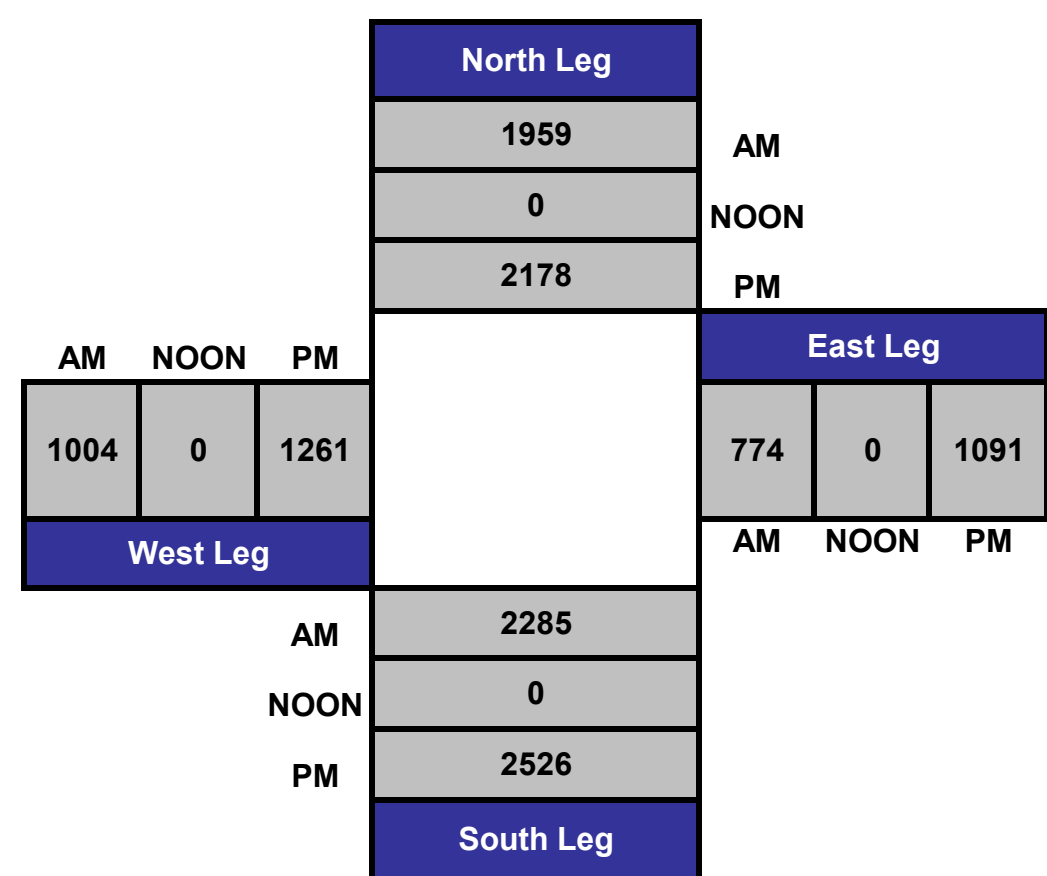 North Leg
1959 AM
0 NOON
2178 PM
East Leg
AM NOON PM
1004 0 1261
774 0 1091
West Leg
AM NOON PM
AM 2285
NOON 0
PM 2526
South Leg